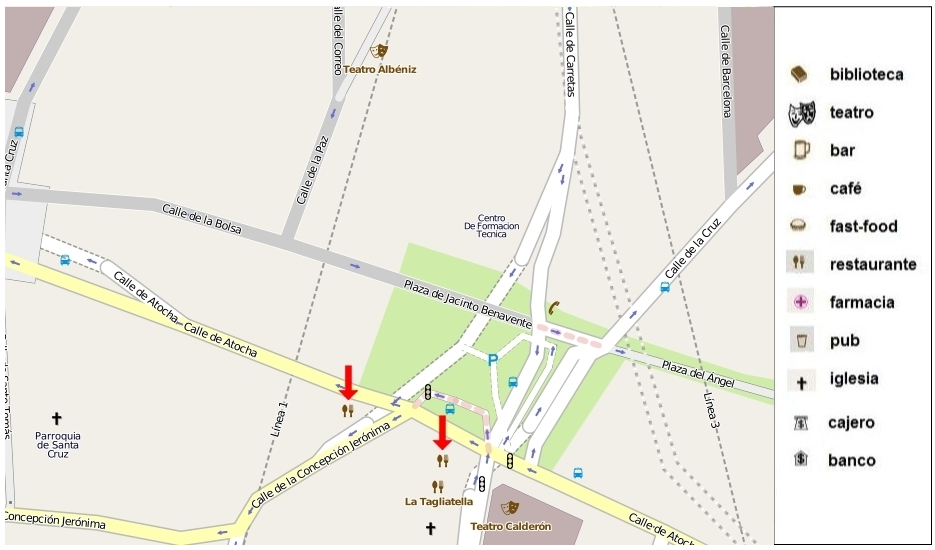 alle del Correo
Teatro Albéniz
Calle de Carretas
Calle de Barcelona
anta Cruz
Calle de la Paz
Calle de la Bolsa
Centro
De Formacion
Tecnica
Calle de la Cruz
Calle de Atocha
Calle de Atocha
Plaza de Jacinto Benavente
P
Plaza del Angel
Línea 1
Línea 3
Parroquia
de Santa
Cruz
Calle de la Concepción Jerónima
La Tagliatella
Teatro Calderón
Concepción Jerónima
Calle de Atocha
biblioteca
teatro
bar
café
fast-food
restaurante
farmacia
pub
iglesia
cajero
banco